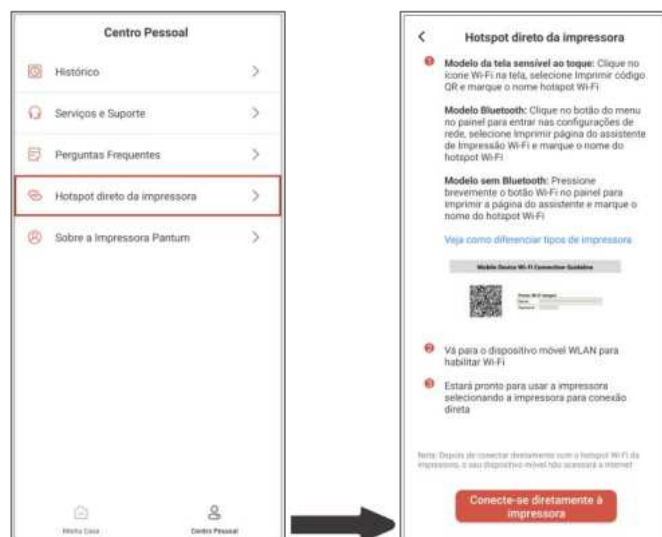 Centro Pessoal
Histórico
Serviços e Suporte
Perguntas Frequentes
Hotspot direto da impressora
Sobre a Impressora Pantum
Minha Casa
Centro Pessoal
Hotspot direto da impressora
1 Modelo da tela sensível ao toque: Clique no
ícone Wi-Fi na tela, selecione Imprimir código
QR e marque o nome hotspot Wi-Fi
Modelo Bluetooth: Clique no botão do menu
no painel para entrar nas configurações de
rede, selecione Imprimir página do assistente
de Impressão Wi-Fi e marque o nome do
hotspot Wi-Fi
Modelo sem Bluetooth: Pressione
brevemente o botão Wi-Fi no painel para
imprimir a página do assistente e marque o
nome do hotspot Wi-Fi
Veja como diferenciar tipos de impressora
Mobile Device Wi-Fi Connection Guideline
2 Vá para o dispositivo móvel WLAN para
habilitar Wi-Fi
3 Estará pronto para usar a impressora
selecionando a impressora para conexão
direta
Nota: Depois de conectar diretamente com o hotspot Wi-Fi da
impressora, o seu dispositivo móvel não acessará a internet
Conecte-se diretamente à
impressora